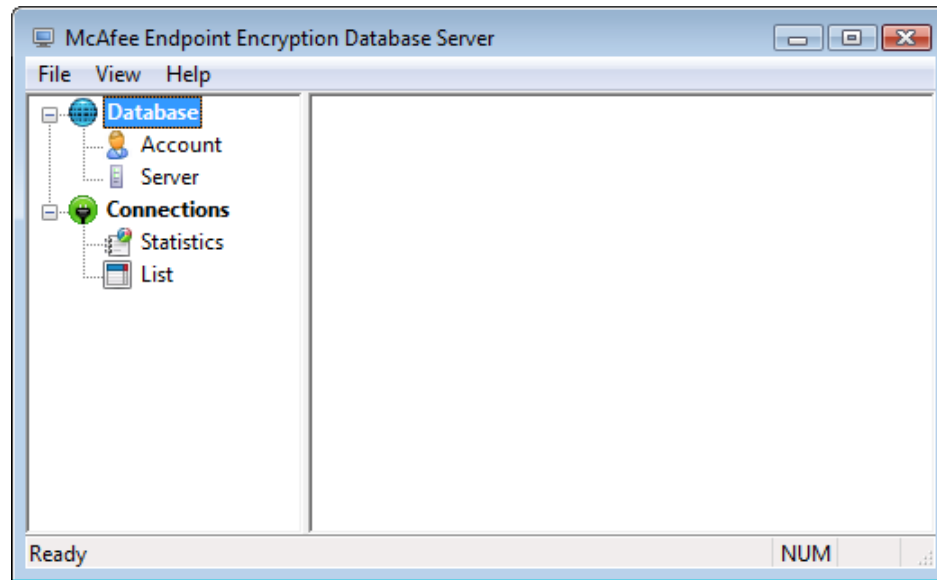 McAfee Endpoint Encryption Database Server
File View Help
Database
Account
Server
Connections
Statistics
List
Ready NUM